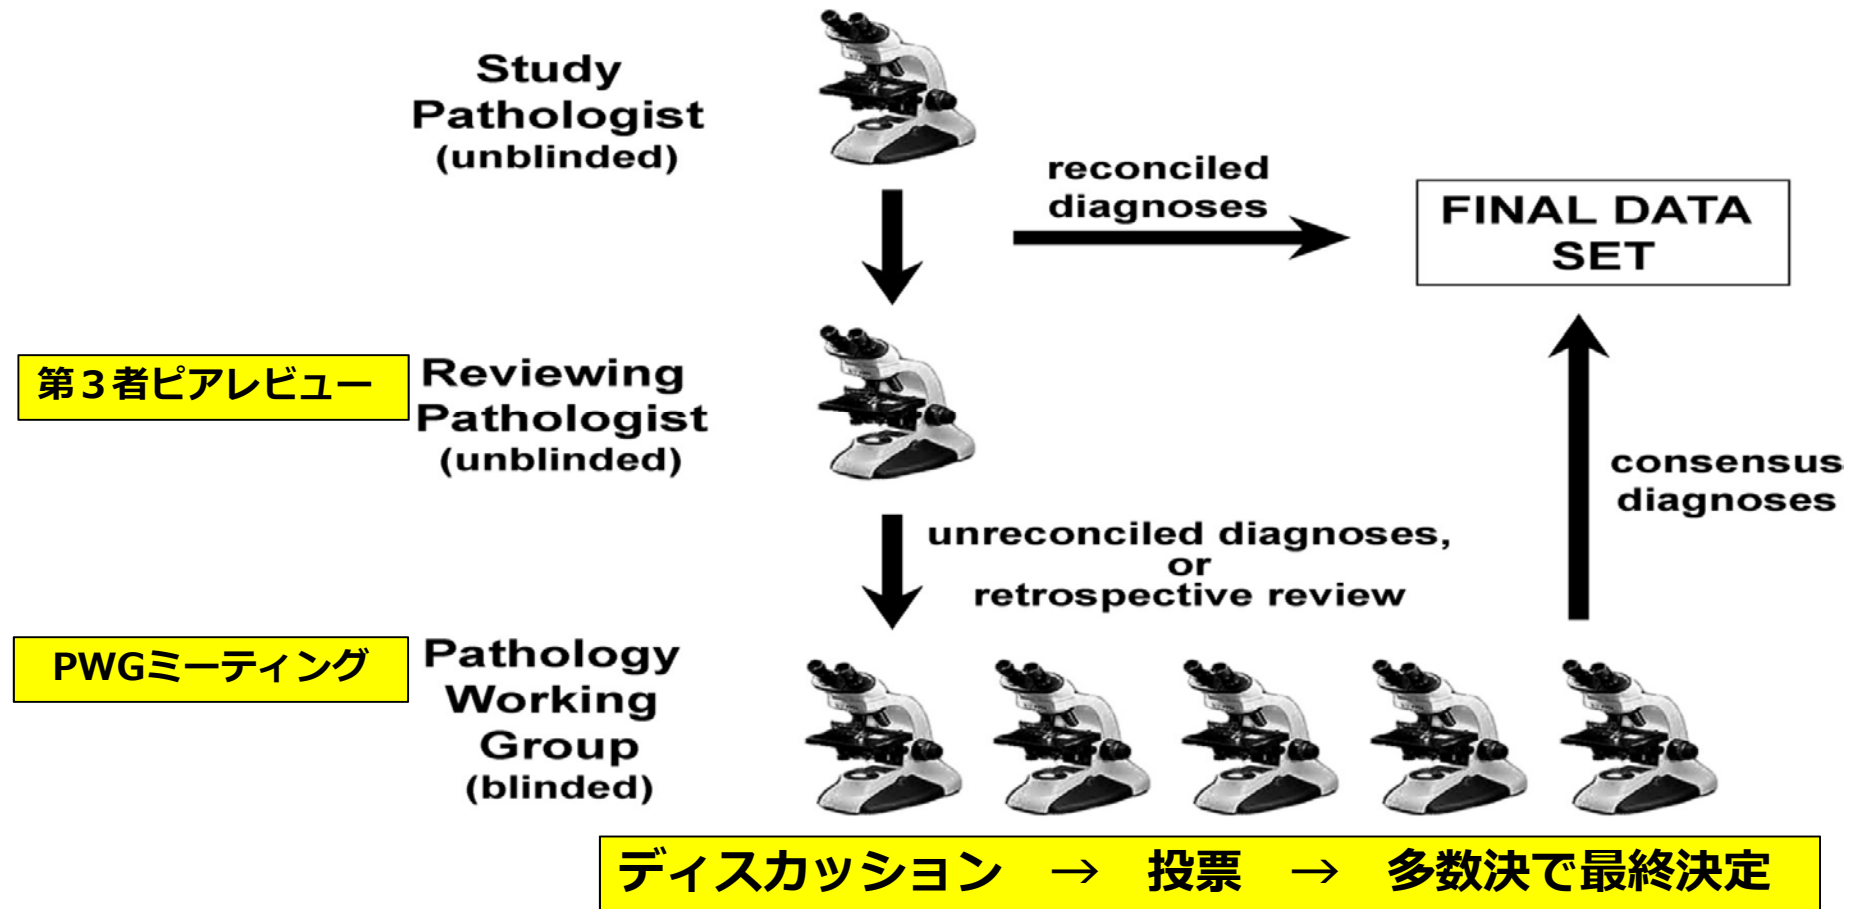 Study
Pathologist
(unblinded)
reconciled
diagnoses
FINAL DATA
SET
第３者ピアレビュー
Reviewing
Pathologist
(unblinded)
consensus
diagnoses
unreconciled diagnoses,
or
retrospective review
PWGミーティング
Pathology
Working
Group
(blinded)
ディスカッション　→　投票　→　多数決で最終決定